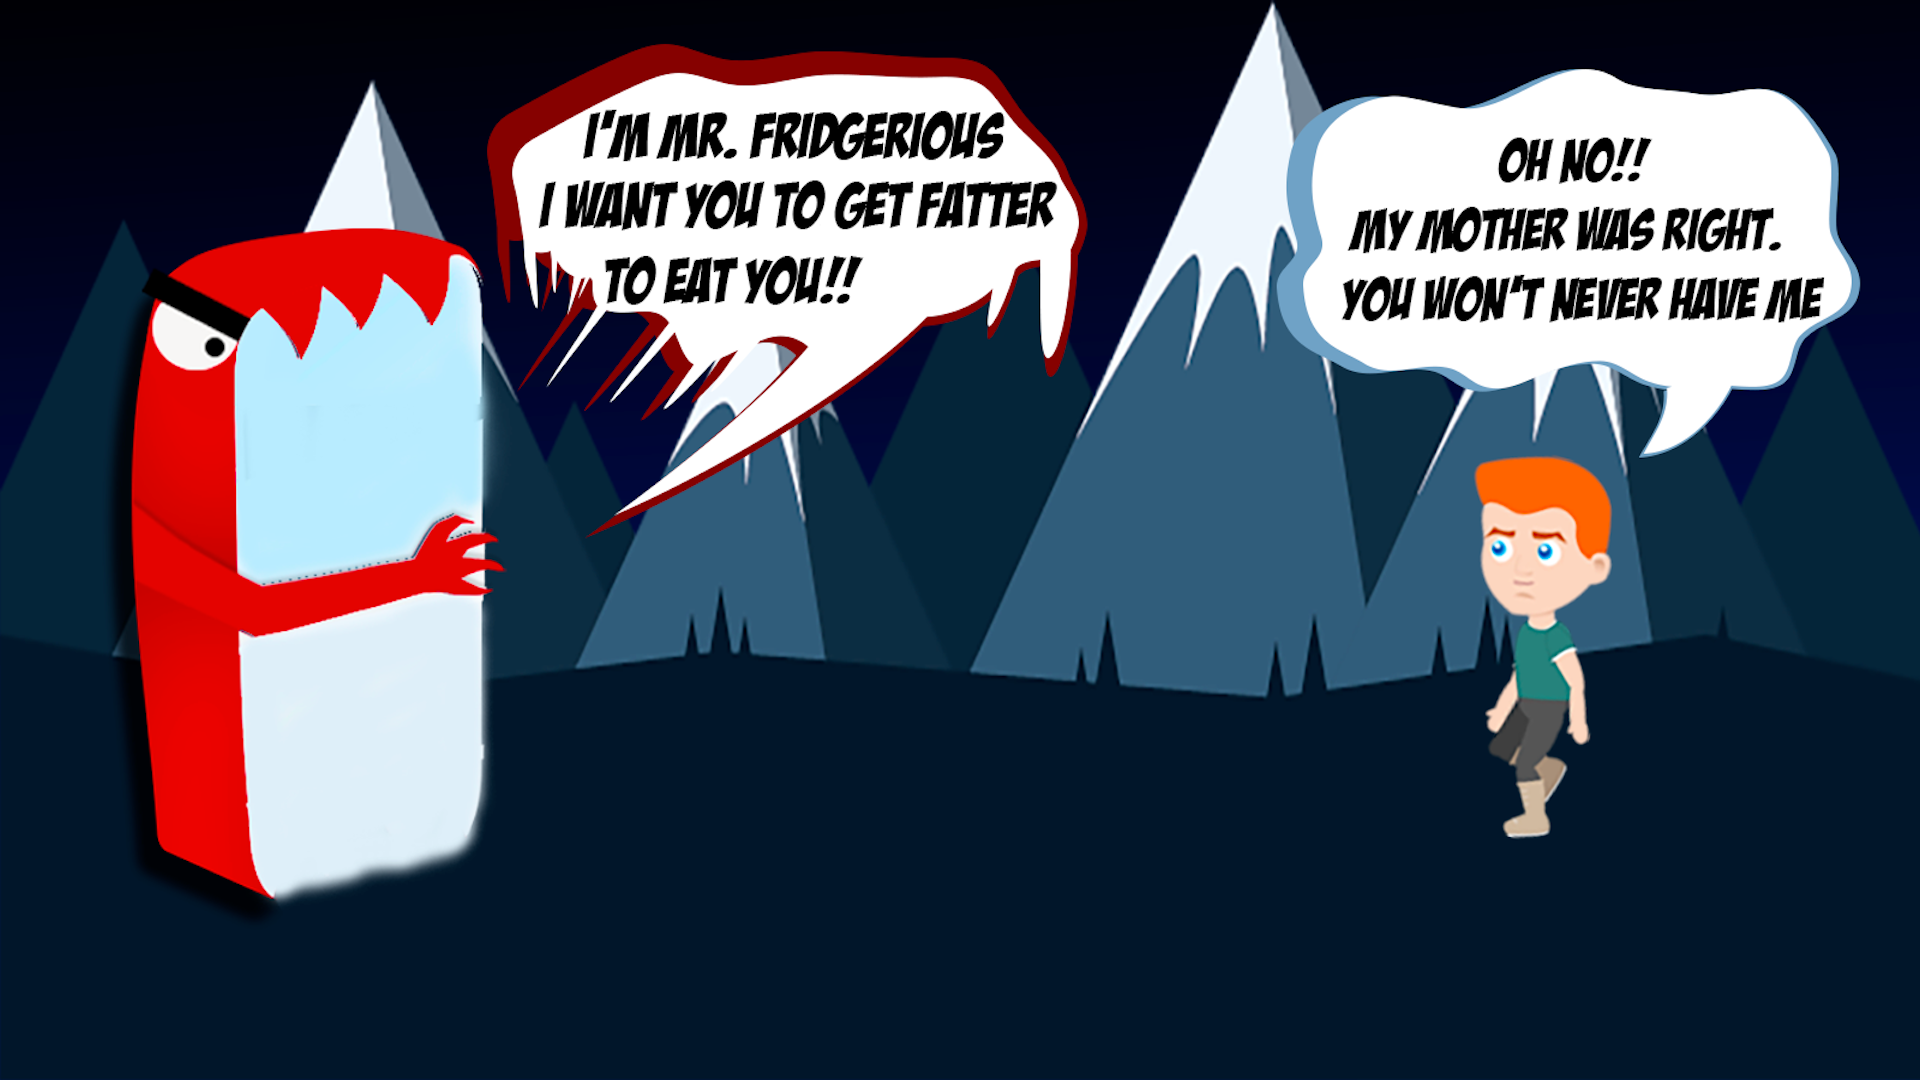 I'M MR. FRIDGERIOUS
I WANT YOU TO GET FATTER
TO EAT YOU!!
OH NO!!
MY MOTHER WAS RIGHT.
YOU WON'T NEVER HAVE ME